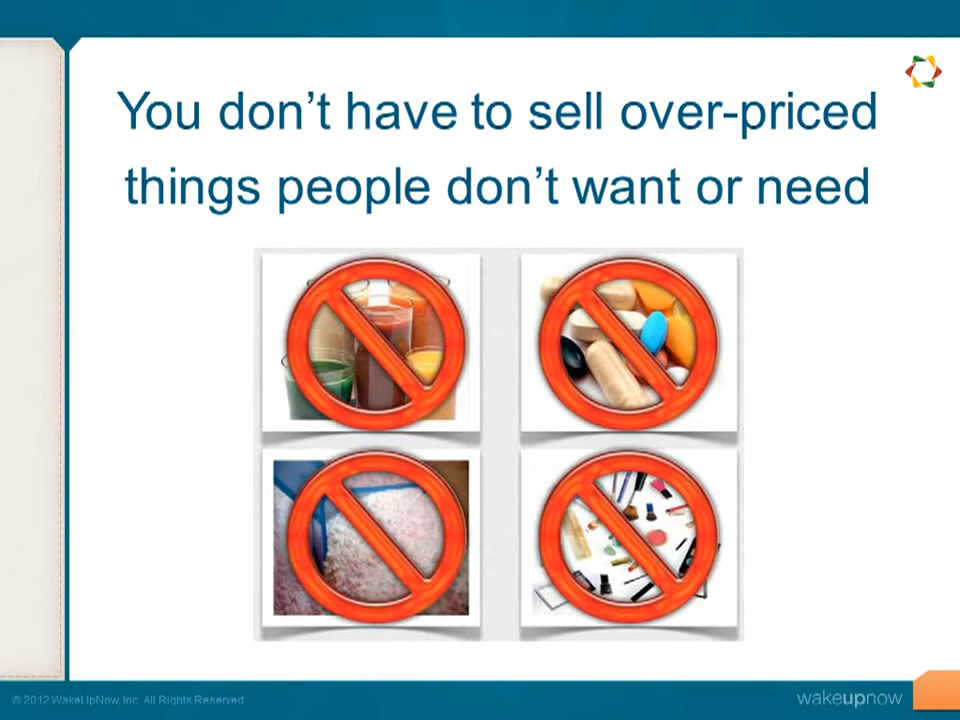 You don't have to sell over-priced
things people don't want or need
© 2012 WakeUpNow, Inc. All Rights Reserved
wakeupnow